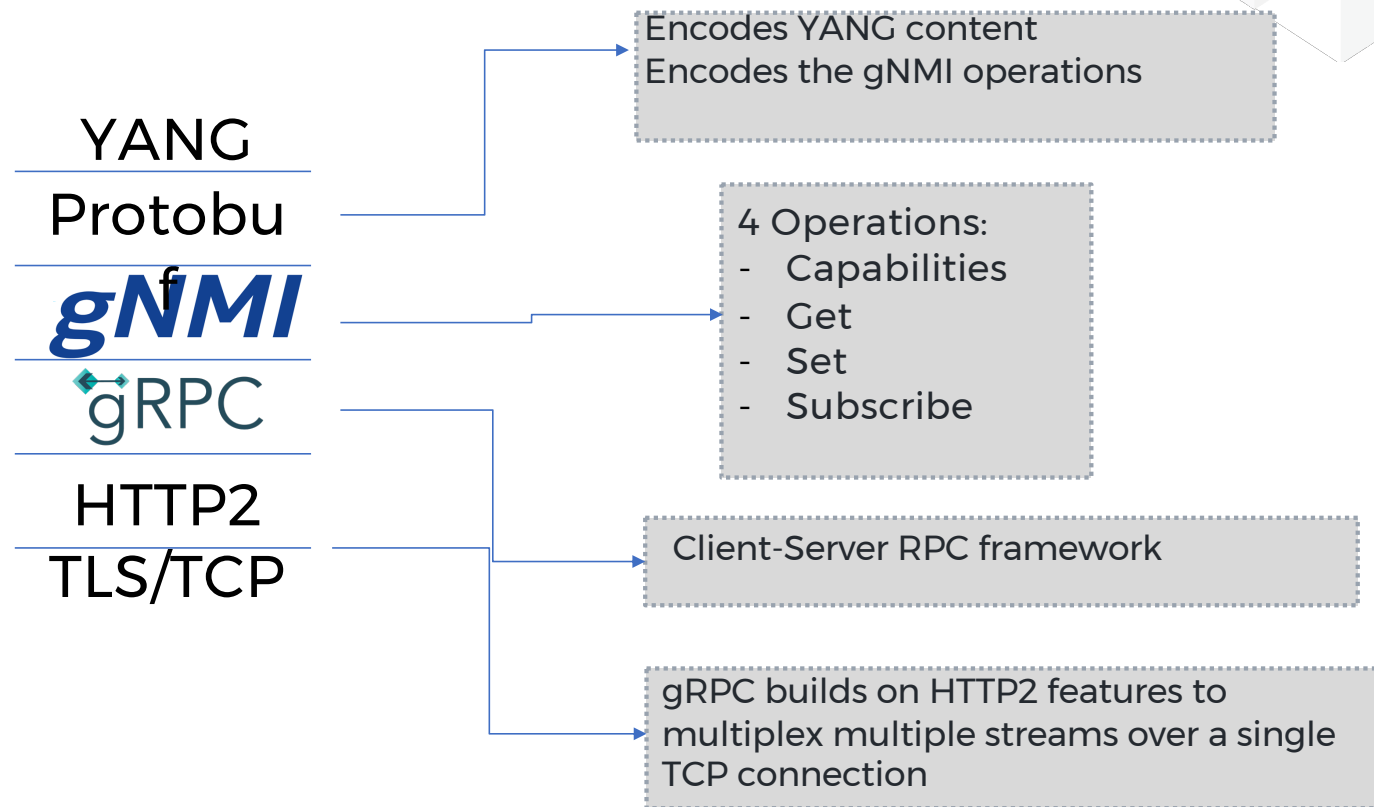 YANG
Protobu
f
gNMI
gRPC
HTTP2
TLS/TCP
Encodes YANG content
Encodes the gNMI operations
4 Operations:
- Capabilities
- Get
- Set
- Subscribe
Client-Server RPC framework
gRPC builds on HTTP2 features to
multiplex multiple streams over a single
TCP connection